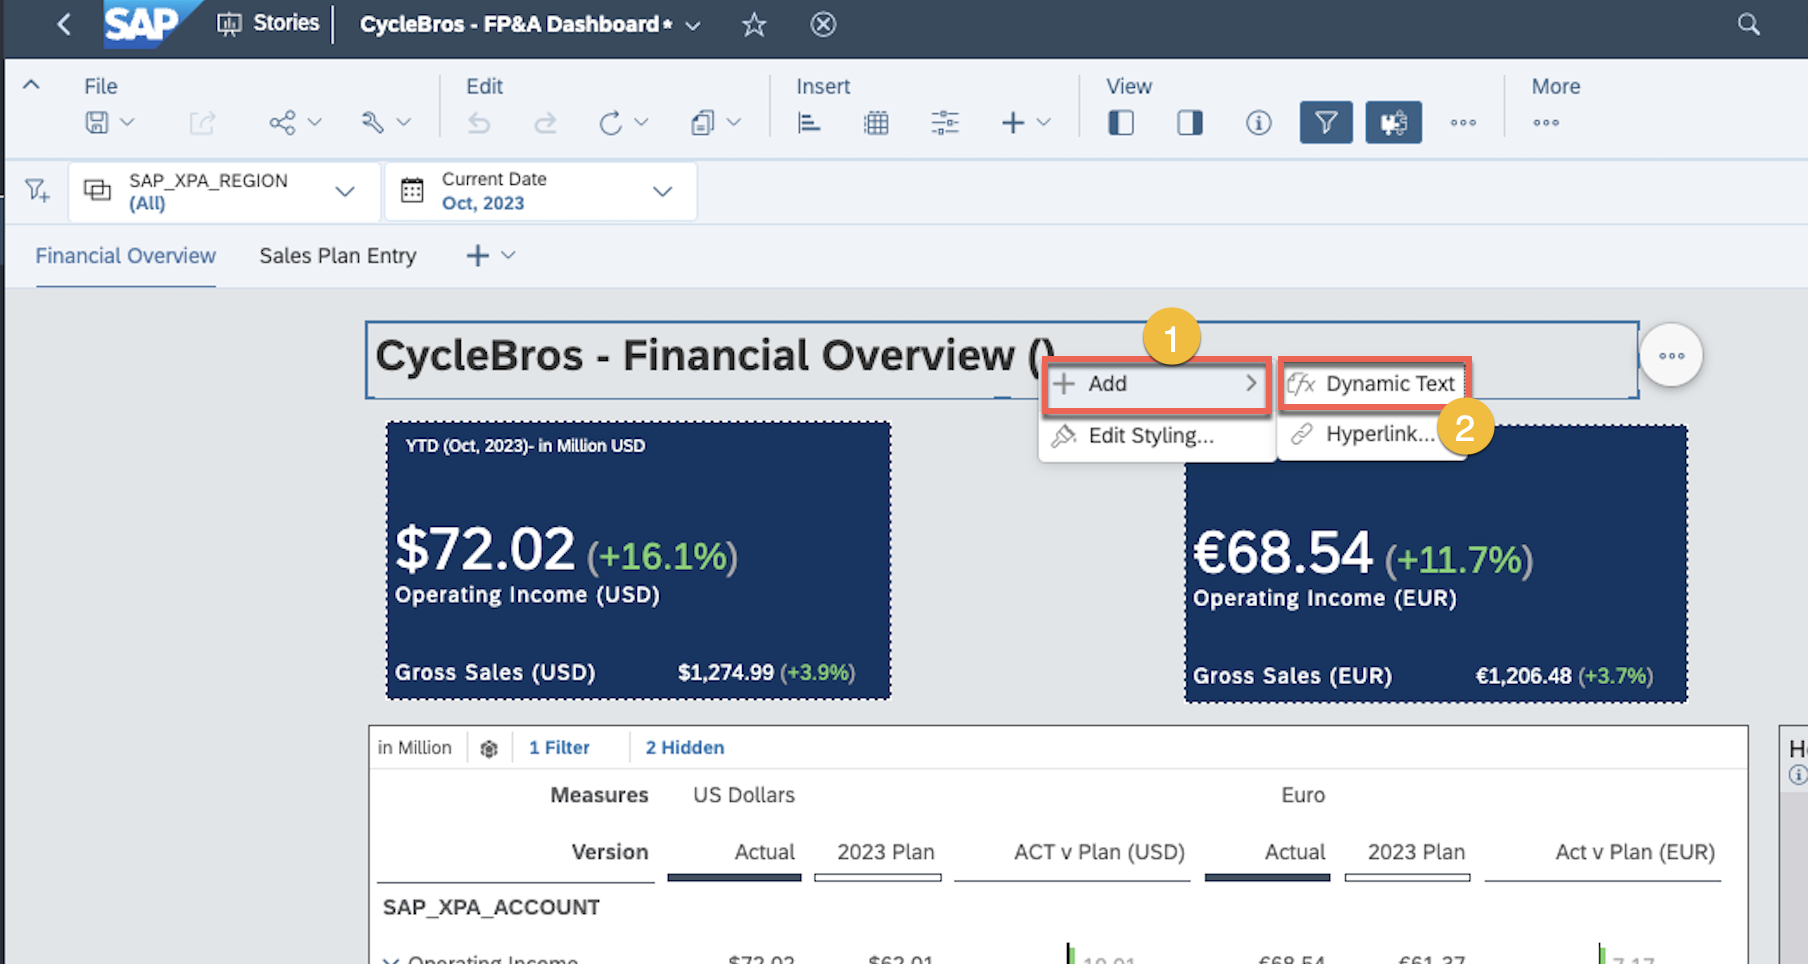 SAP Stories CycleBros - FP&A Dashboard*
File Edit Insert View More
SAP_XPA_REGION
(All)
Current Date
Oct, 2023
Financial Overview Sales Plan Entry
CycleBros - Financial Overview ()
1
Add
Dynamic Text
Edit Styling...
Hyperlink...
2
YTD (Oct, 2023)- in Million USD
$72.02 (+16.1%)
Operating Income (USD)
Gross Sales (USD) $1,274.99 (+3.9%)
€68.54 (+11.7%)
Operating Income (EUR)
Gross Sales (EUR) €1,206.48 (+3.7%)
in Million 1 Filter 2 Hidden
Measures US Dollars Euro
Version Actual 2023 Plan ACT v Plan (USD) Actual 2023 Plan Act v Plan (EUR)
SAP_XPA_ACCOUNT
Operating Income $72.02 $62.01 €68.54 €61.37